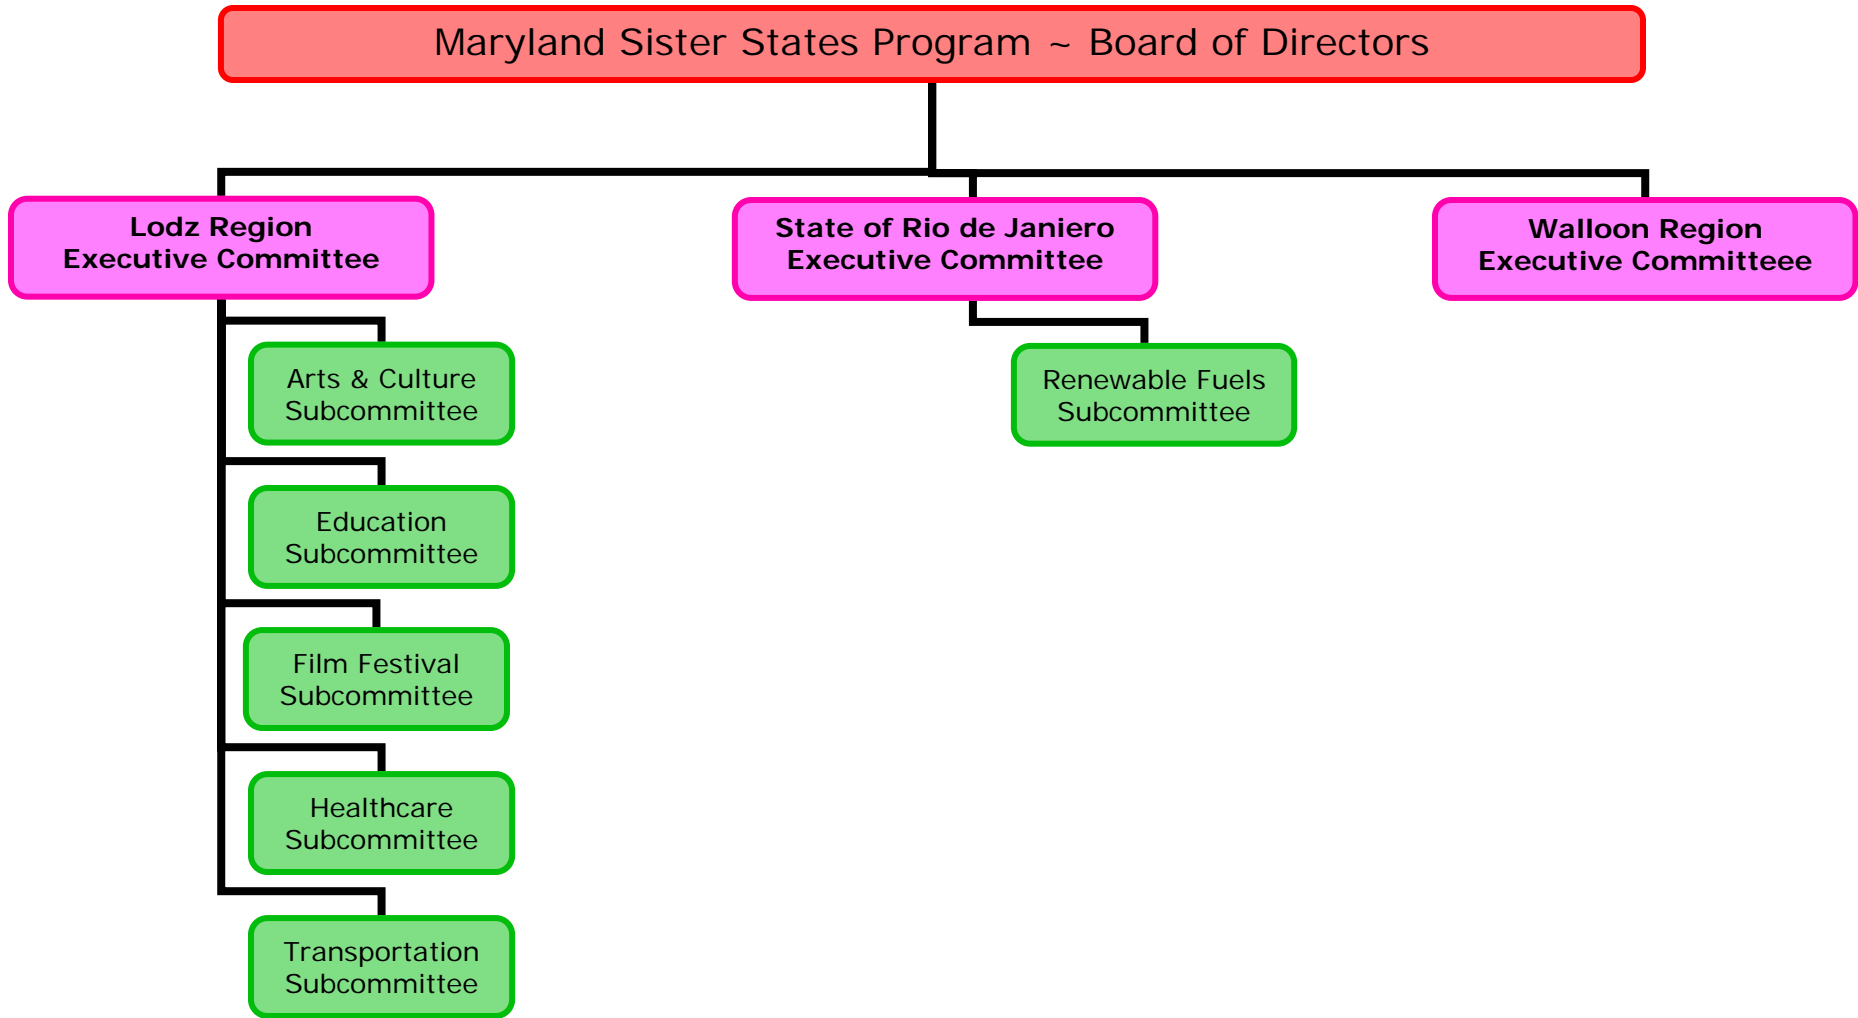 Maryland Sister States Program ~ Board of Directors
Lodz Region
Executive Committee
State of Rio de Janiero
Executive Committee
Walloon Region
Executive Committeee
Arts & Culture
Subcommittee
Renewable Fuels
Subcommittee
Education
Subcommittee
Film Festival
Subcommittee
Healthcare
Subcommittee
Transportation
Subcommittee